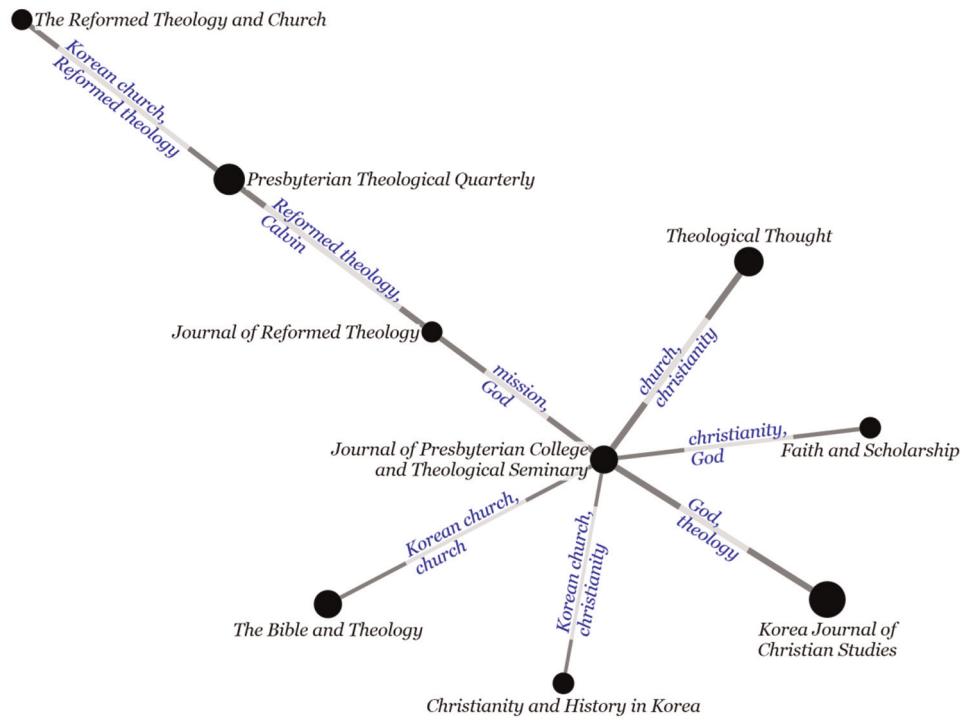 The Reformed Theology and Church
Korean church,
Reformed theology
Presbyterian Theological Quarterly
Reformed theology,
Calvin
Theological Thought
Journal of Reformed Theology
church,
christianity
mission,
God
christianity,
God
Faith and Scholarship
Journal of Presbyterian College
and Theological Seminary
Korean church,
church
Korean church,
christianity
God,
theology
The Bible and Theology
Korea Journal of
Christian Studies
Christianity and History in Korea